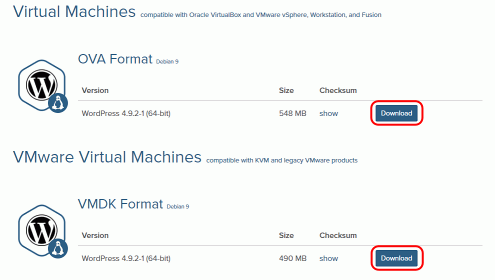 Virtual Machines compatible with Oracle VirtualBox and VMware vSphere, Workstation, and Fusion
OVA Format Debian 9
Version Size Checksum
WordPress 4.9.2-1 (64-bit) 548 MB show Download
VMware Virtual Machines compatible with KVM and legacy VMware products
VMDK Format Debian 9
Version Size Checksum
WordPress 4.9.2-1 (64-bit) 490 MB show Download